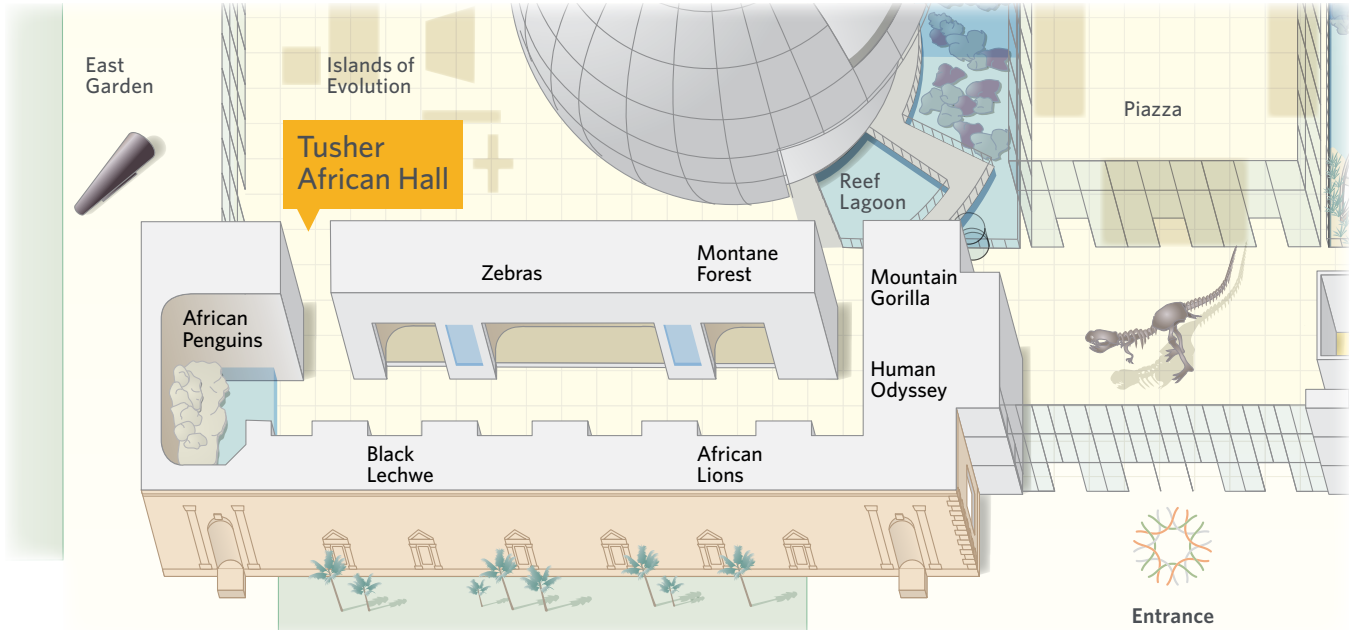 East
Garden
Islands of
Evolution
Tusher
African Hall
Piazza
Reef
Lagoon
Zebras
Montane
Forest
Mountain
Gorilla
African
Penguins
Human
Odyssey
Black
Lechwe
African
Lions
Entrance